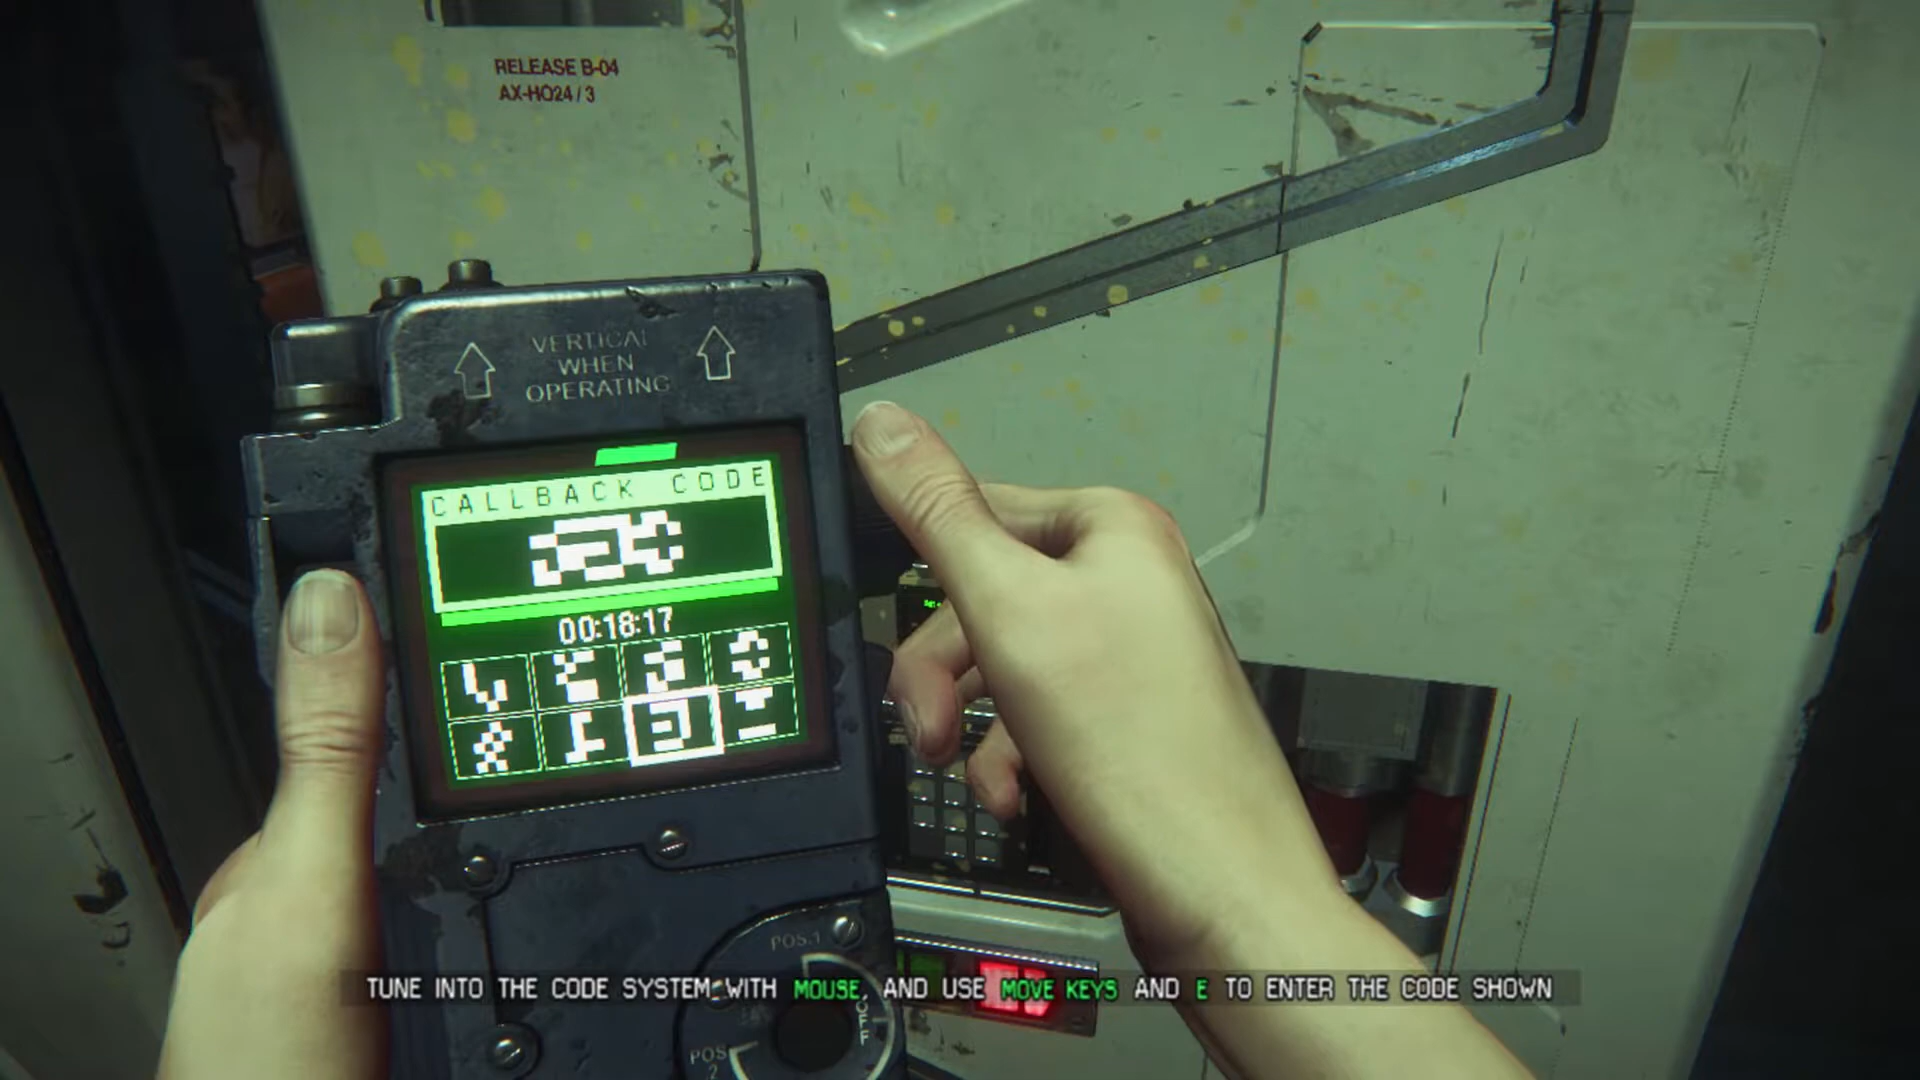 RELEASE B-04
AX-HO24 / 3
VERTICAL
WHEN
OPERATING
CALLBACK CODE
00:18:17
POS.1
OFF
POS
2
TUNE INTO THE CODE SYSTEM WITH MOUSE, AND USE MOVE KEYS AND E TO ENTER THE CODE SHOWN